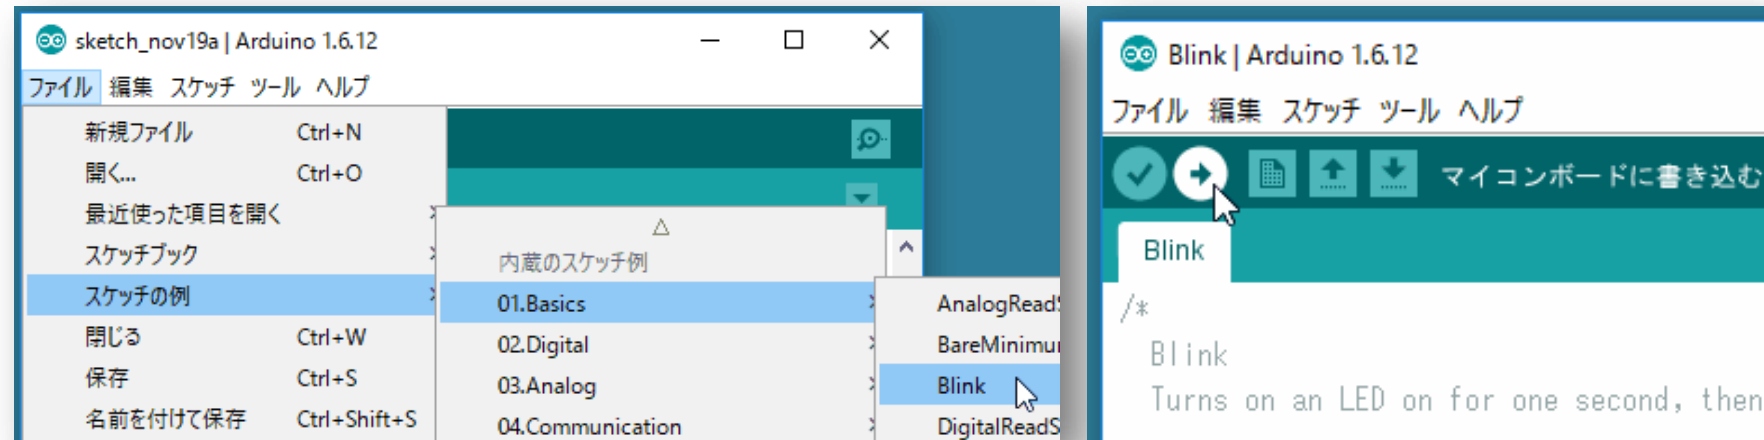 sketch_nov19a | Arduino 1.6.12
ファイル 編集 スケッチ ツール ヘルプ
新規ファイル Ctrl+N
開く... Ctrl+O
最近使った項目を開く
スケッチブック
スケッチの例
閉じる Ctrl+W
保存 Ctrl+S
名前を付けて保存 Ctrl+Shift+S
内蔵のスケッチ例
01.Basics
02.Digital
03.Analog
04.Communication
AnalogReadS
BareMinimu
Blink
DigitalReadS
Blink | Arduino 1.6.12
ファイル 編集 スケッチ ツール ヘルプ
マイコンボードに書き込む
Blink
/*
Blink
Turns on an LED on for one second, then